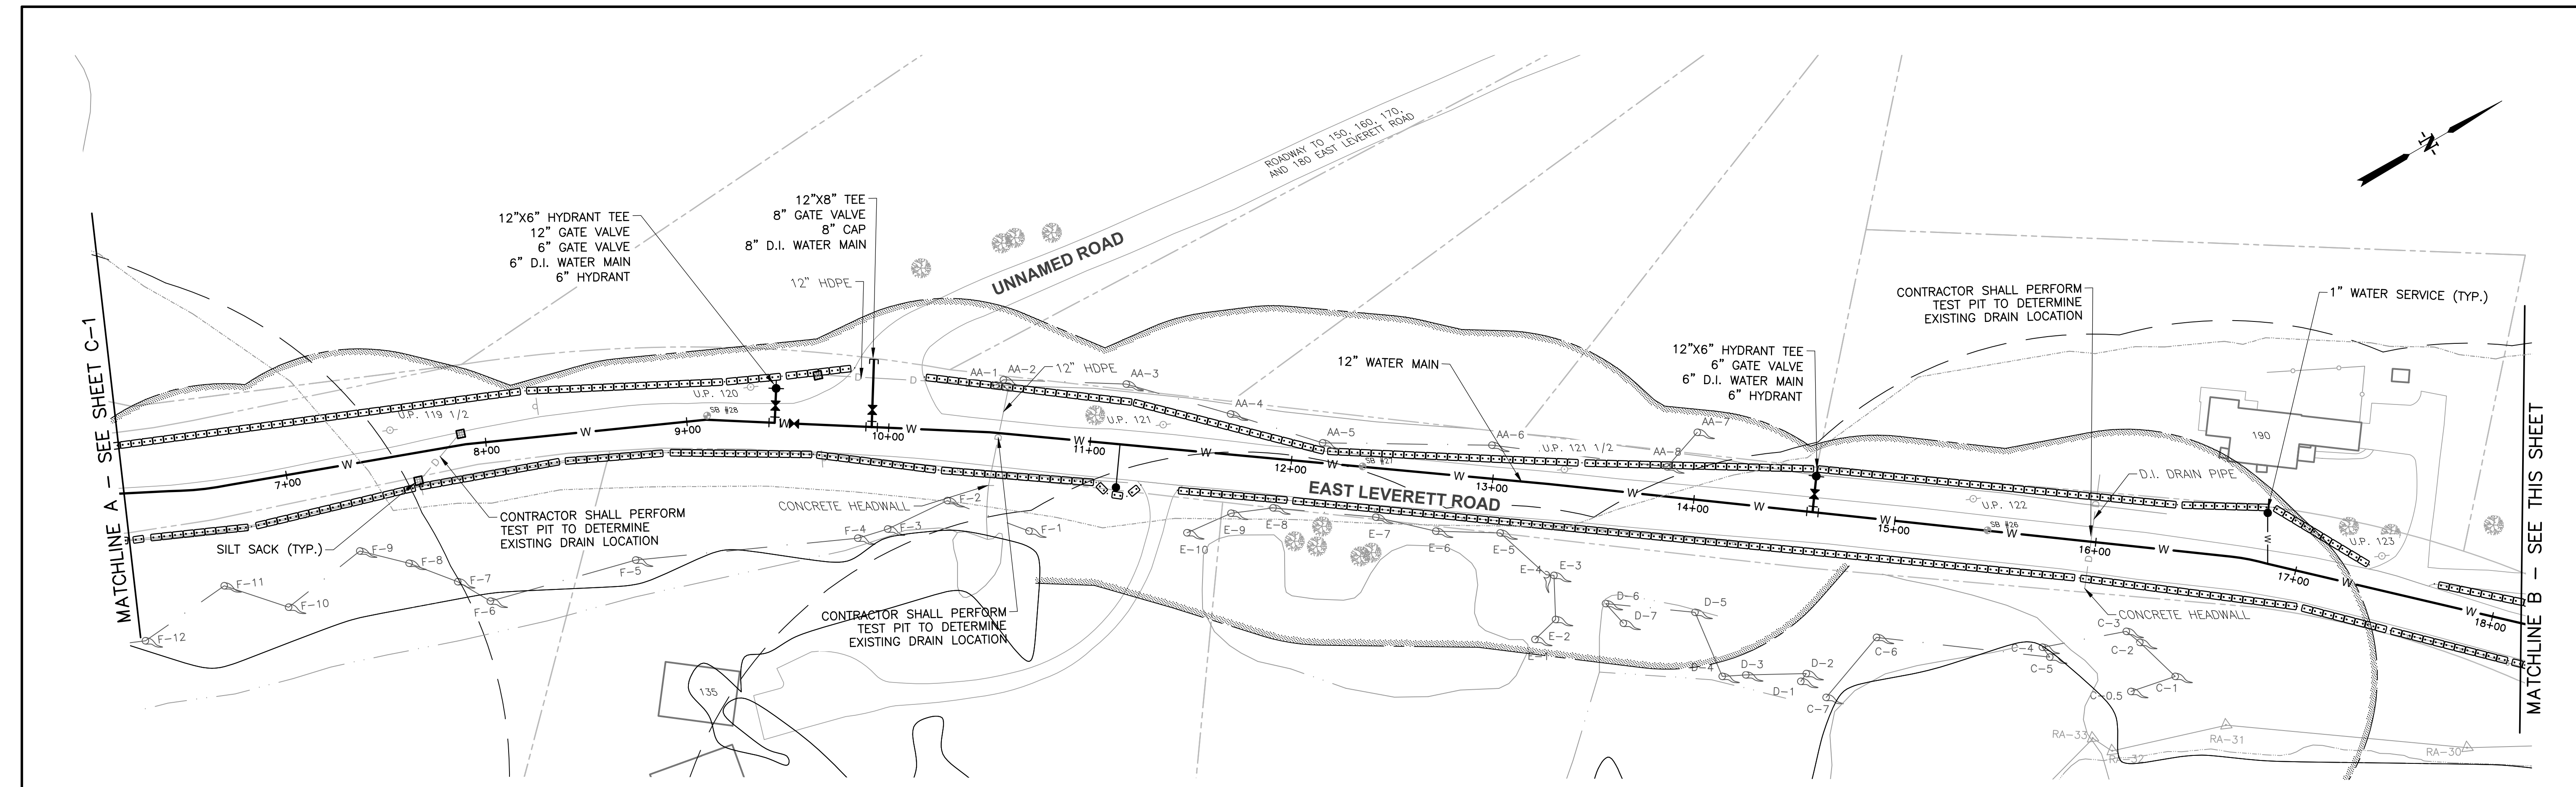 MATCHLINE A - SEE SHEET C-1
12"X6" HYDRANT TEE
12" GATE VALVE
6" GATE VALVE
6" D.I. WATER MAIN
6" HYDRANT
12"X8" TEE
8" GATE VALVE
8" CAP
8" D.I. WATER MAIN
12" HDPE
UNNAMED ROAD
ROADWAY TO 150, 160, 170,
AND 180 EAST LEVERETT ROAD
-N-
12" WATER MAIN
12"X6" HYDRANT TEE
6" GATE VALVE
6" D.I. WATER MAIN
6" HYDRANT
CONTRACTOR SHALL PERFORM
TEST PIT TO DETERMINE
EXISTING DRAIN LOCATION
1" WATER SERVICE (TYP.)
190
D.I. DRAIN PIPE
U.P. 119 1/2
U.P. 120
SB #28
AA-1
AA-2
12" HDPE
AA-3
AA-4
U.P. 121
AA-5
AA-6
U.P. 121 1/2
AA-7
AA-8
SB #27
U.P. 122
SB #26
U.P. 123
7+00
W
8+00
W
9+00
W
10+00
W
11+00
W
12+00
W
13+00
W
14+00
W
15+00
W
16+00
W
W
17+00
W
W
18+00
D
D
D
D
D
EAST LEVERETT ROAD
SILT SACK (TYP.)
CONTRACTOR SHALL PERFORM
TEST PIT TO DETERMINE
EXISTING DRAIN LOCATION
CONCRETE HEADWALL
F-1
F-2
F-3
F-4
F-5
F-6
F-7
F-8
F-9
F-10
F-11
F-12
CONTRACTOR SHALL PERFORM
TEST PIT TO DETERMINE
EXISTING DRAIN LOCATION
135
E-10
E-9
E-8
E-7
E-6
E-5
E-4
E-3
E-2
E-1
D-6
D-7
D-5
D-4
D-3
D-2
D-1
C-7
C-6
C-4
C-5
C-3
C-2
C-1
C-0.5
CONCRETE HEADWALL
RA-33
RA-32
RA-31
RA-30
MATCHLINE B - SEE THIS SHEET